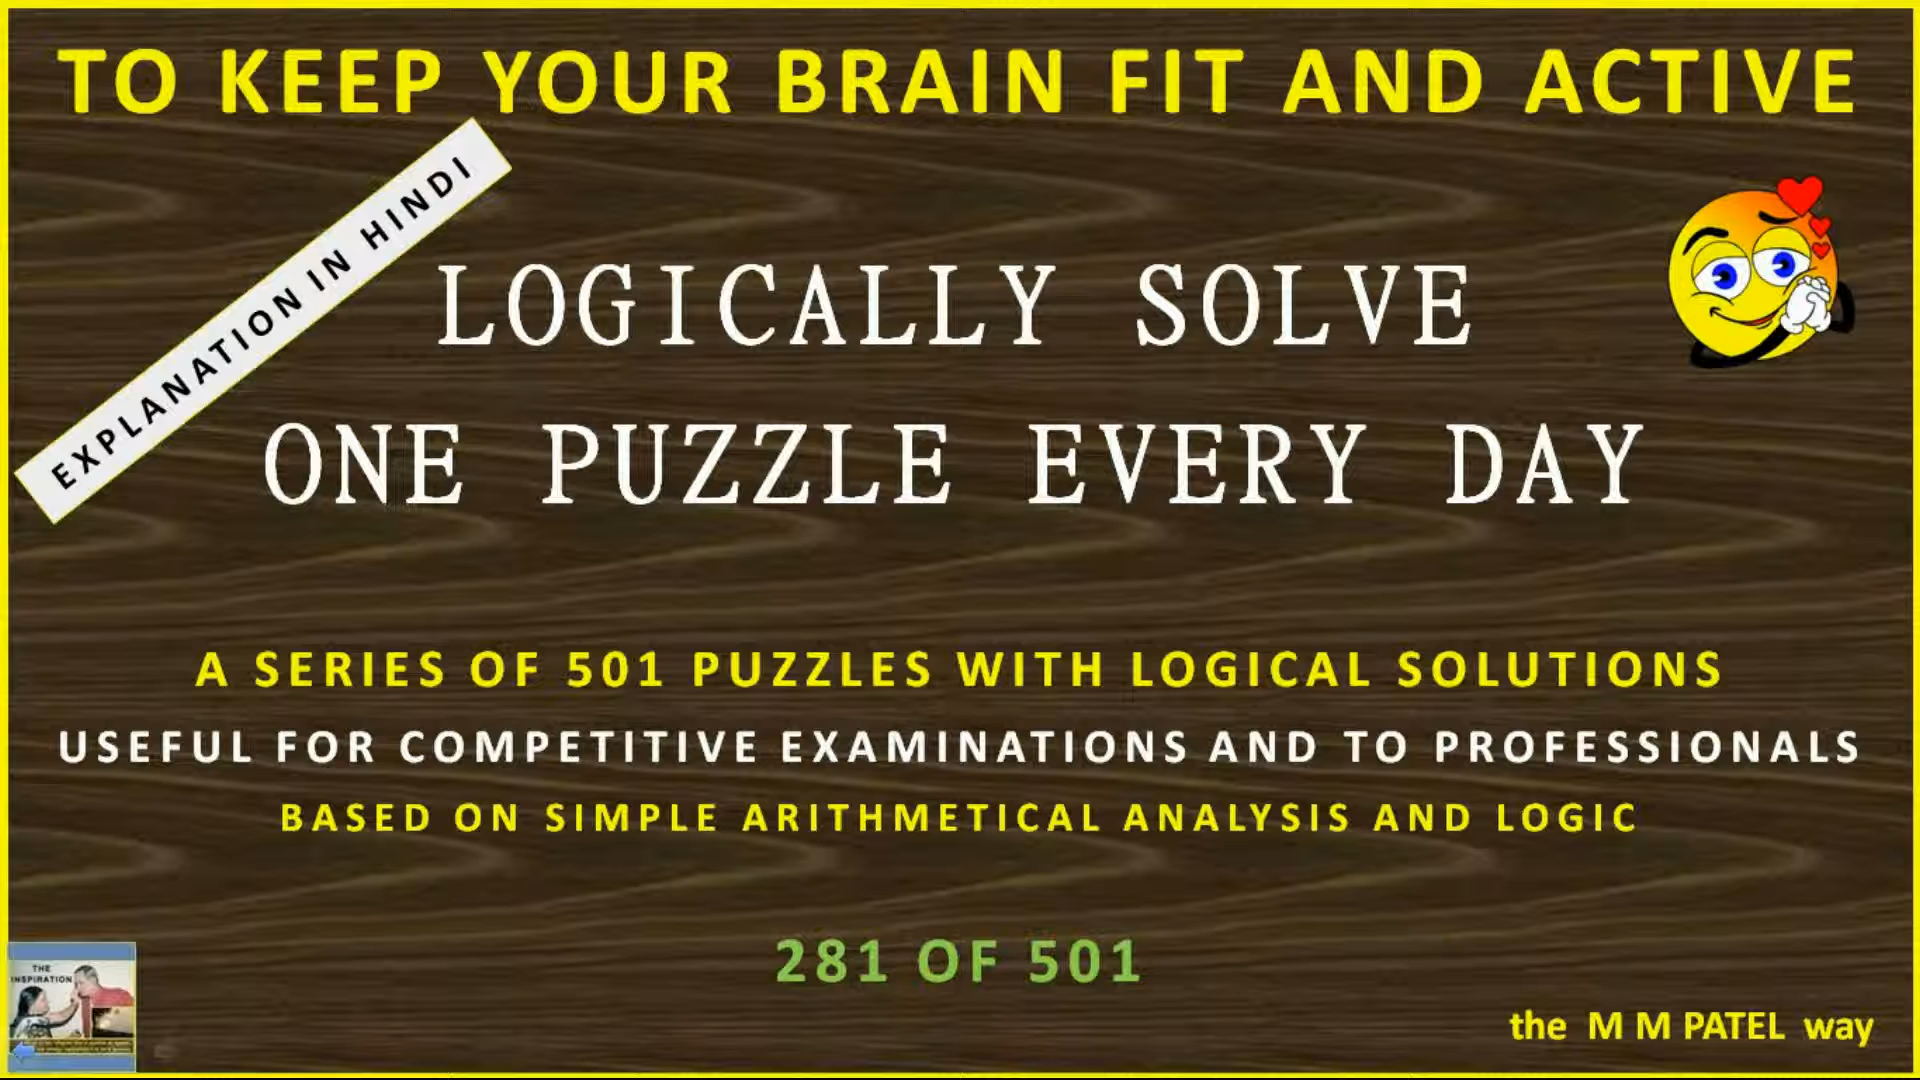 TO KEEP YOUR BRAIN FIT AND ACTIVE
EXPLANATION IN HINDI
LOGICALLY SOLVE
ONE PUZZLE EVERY DAY
A SERIES OF 501 PUZZLES WITH LOGICAL SOLUTIONS
USEFUL FOR COMPETITIVE EXAMINATIONS AND TO PROFESSIONALS
BASED ON SIMPLE ARITHMETICAL ANALYSIS AND LOGIC
281 OF 501
THE
INSPIRATION
the M M PATEL way